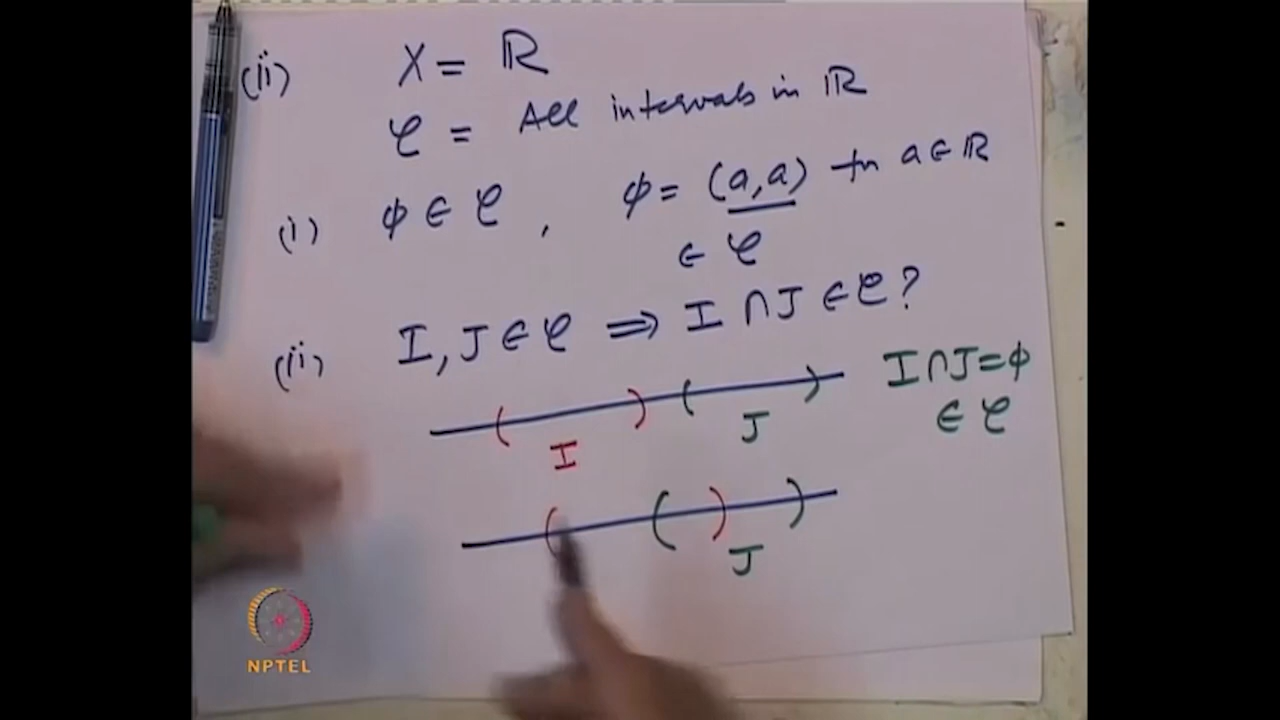 (ii) X = ℝ
𝒞 = All intervals in ℝ
(i) φ ∈ 𝒞, φ = (a,a) for a ∈ ℝ
∈ 𝒞
(ii) I, J ∈ 𝒞 ⇒ I ∩ J ∈ 𝒞 ?
( ) ( ) I ∩ J = φ
I J ∈ 𝒞
( ( ) )
J
NPTEL